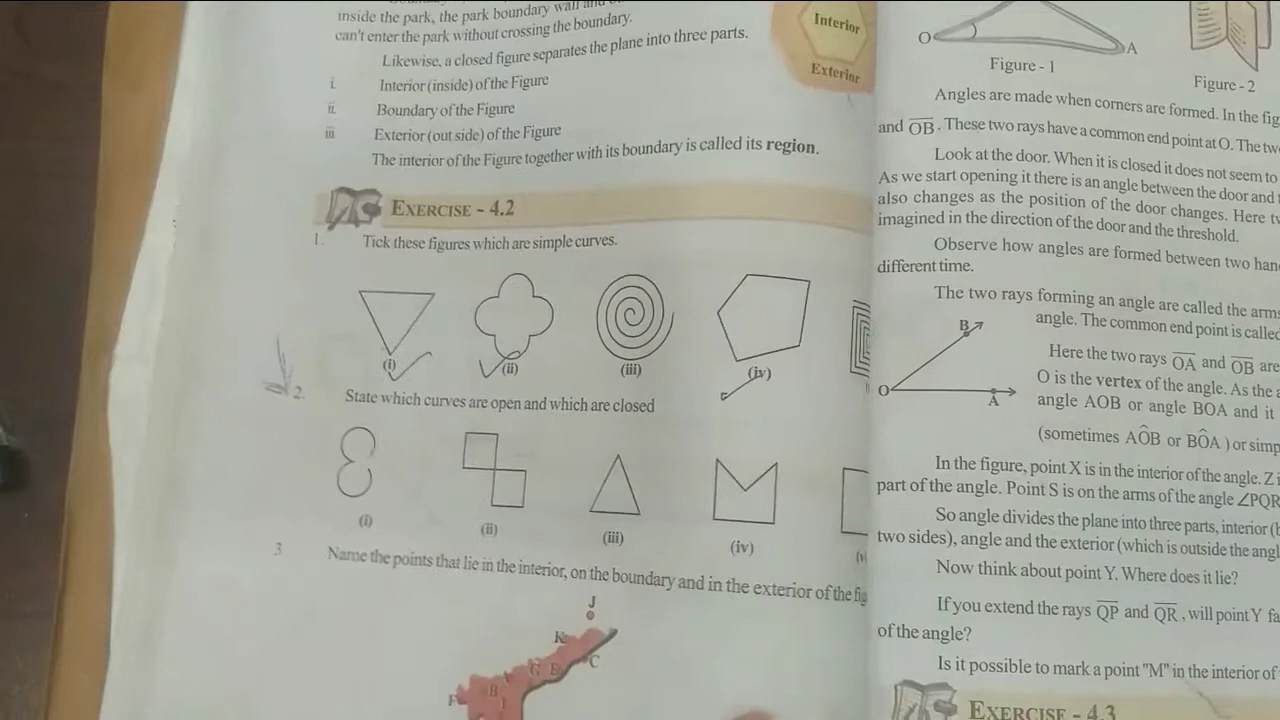 inside the park, the park boundary wall and
can't enter the park without crossing the boundary.
Likewise, a closed figure separates the plane into three parts.
i. Interior (inside) of the Figure
ii. Boundary of the Figure
iii. Exterior (out side) of the Figure
The interior of the Figure together with its boundary is called its region.
Interior
Exterior
EXERCISE - 4.2
1. Tick these figures which are simple curves.
(i) (ii) (iii) (iv)
2. State which curves are open and which are closed
(i) (ii) (iii) (iv)
3 Name the points that lie in the interior, on the boundary and in the exterior of the
J
K
C
G E
A
B
F
I
O A
Figure - 1
Figure - 2
Angles are made when corners are formed. In the
and OB. These two rays have a common end point at O. The
Look at the door. When it is closed it does not seem to
As we start opening it there is an angle between the door and
also changes as the position of the door changes. Here
imagined in the direction of the door and the threshold.
Observe how angles are formed between two
different time.
The two rays forming an angle are called the
angle. The common end point is called
B
O
A
Here the two rays OA and OB are
O is the vertex of the angle. As the
angle AOB or angle BOA and it
(sometimes AÔB or BÔA) or
In the figure, point X is in the interior of the angle. Z
part of the angle. Point S is on the arms of the angle ∠PQR
So angle divides the plane into three parts, interior
two sides), angle and the exterior (which is outside the
Now think about point Y. Where does it lie?
If you extend the rays QP and QR, will point Y
of the angle?
Is it possible to mark a point "M" in the interior of
EXERCISE - 4.3